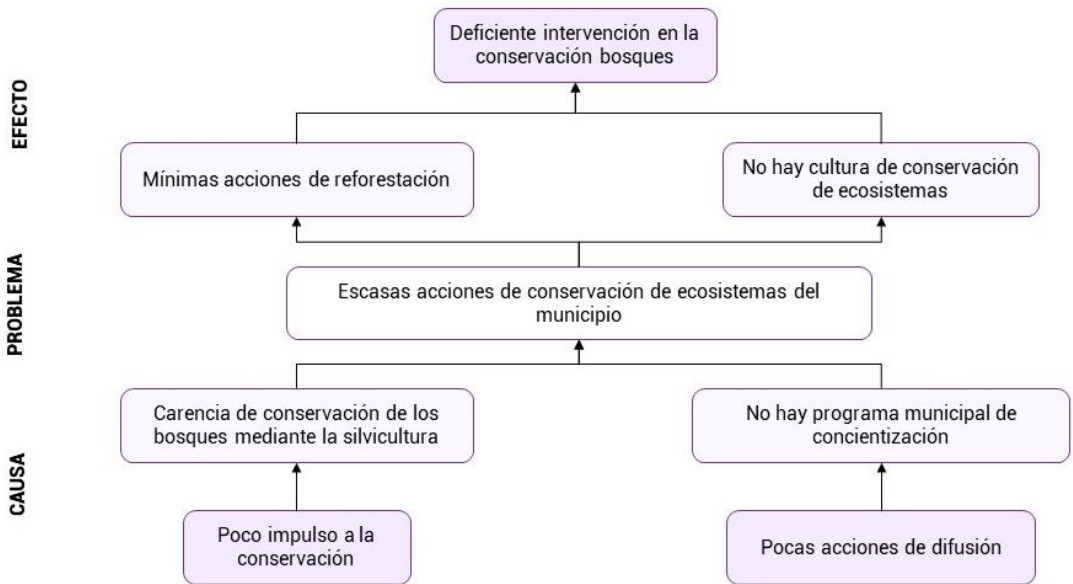 EFECTO
Deficiente intervención en la
conservación bosques
Mínimas acciones de reforestación
No hay cultura de conservación
de ecosistemas
PROBLEMA
Escasas acciones de conservación de ecosistemas del
municipio
CAUSA
Carencia de conservación de los
bosques mediante la silvicultura
No hay programa municipal de
concientización
Poco impulso a la
conservación
Pocas acciones de difusión